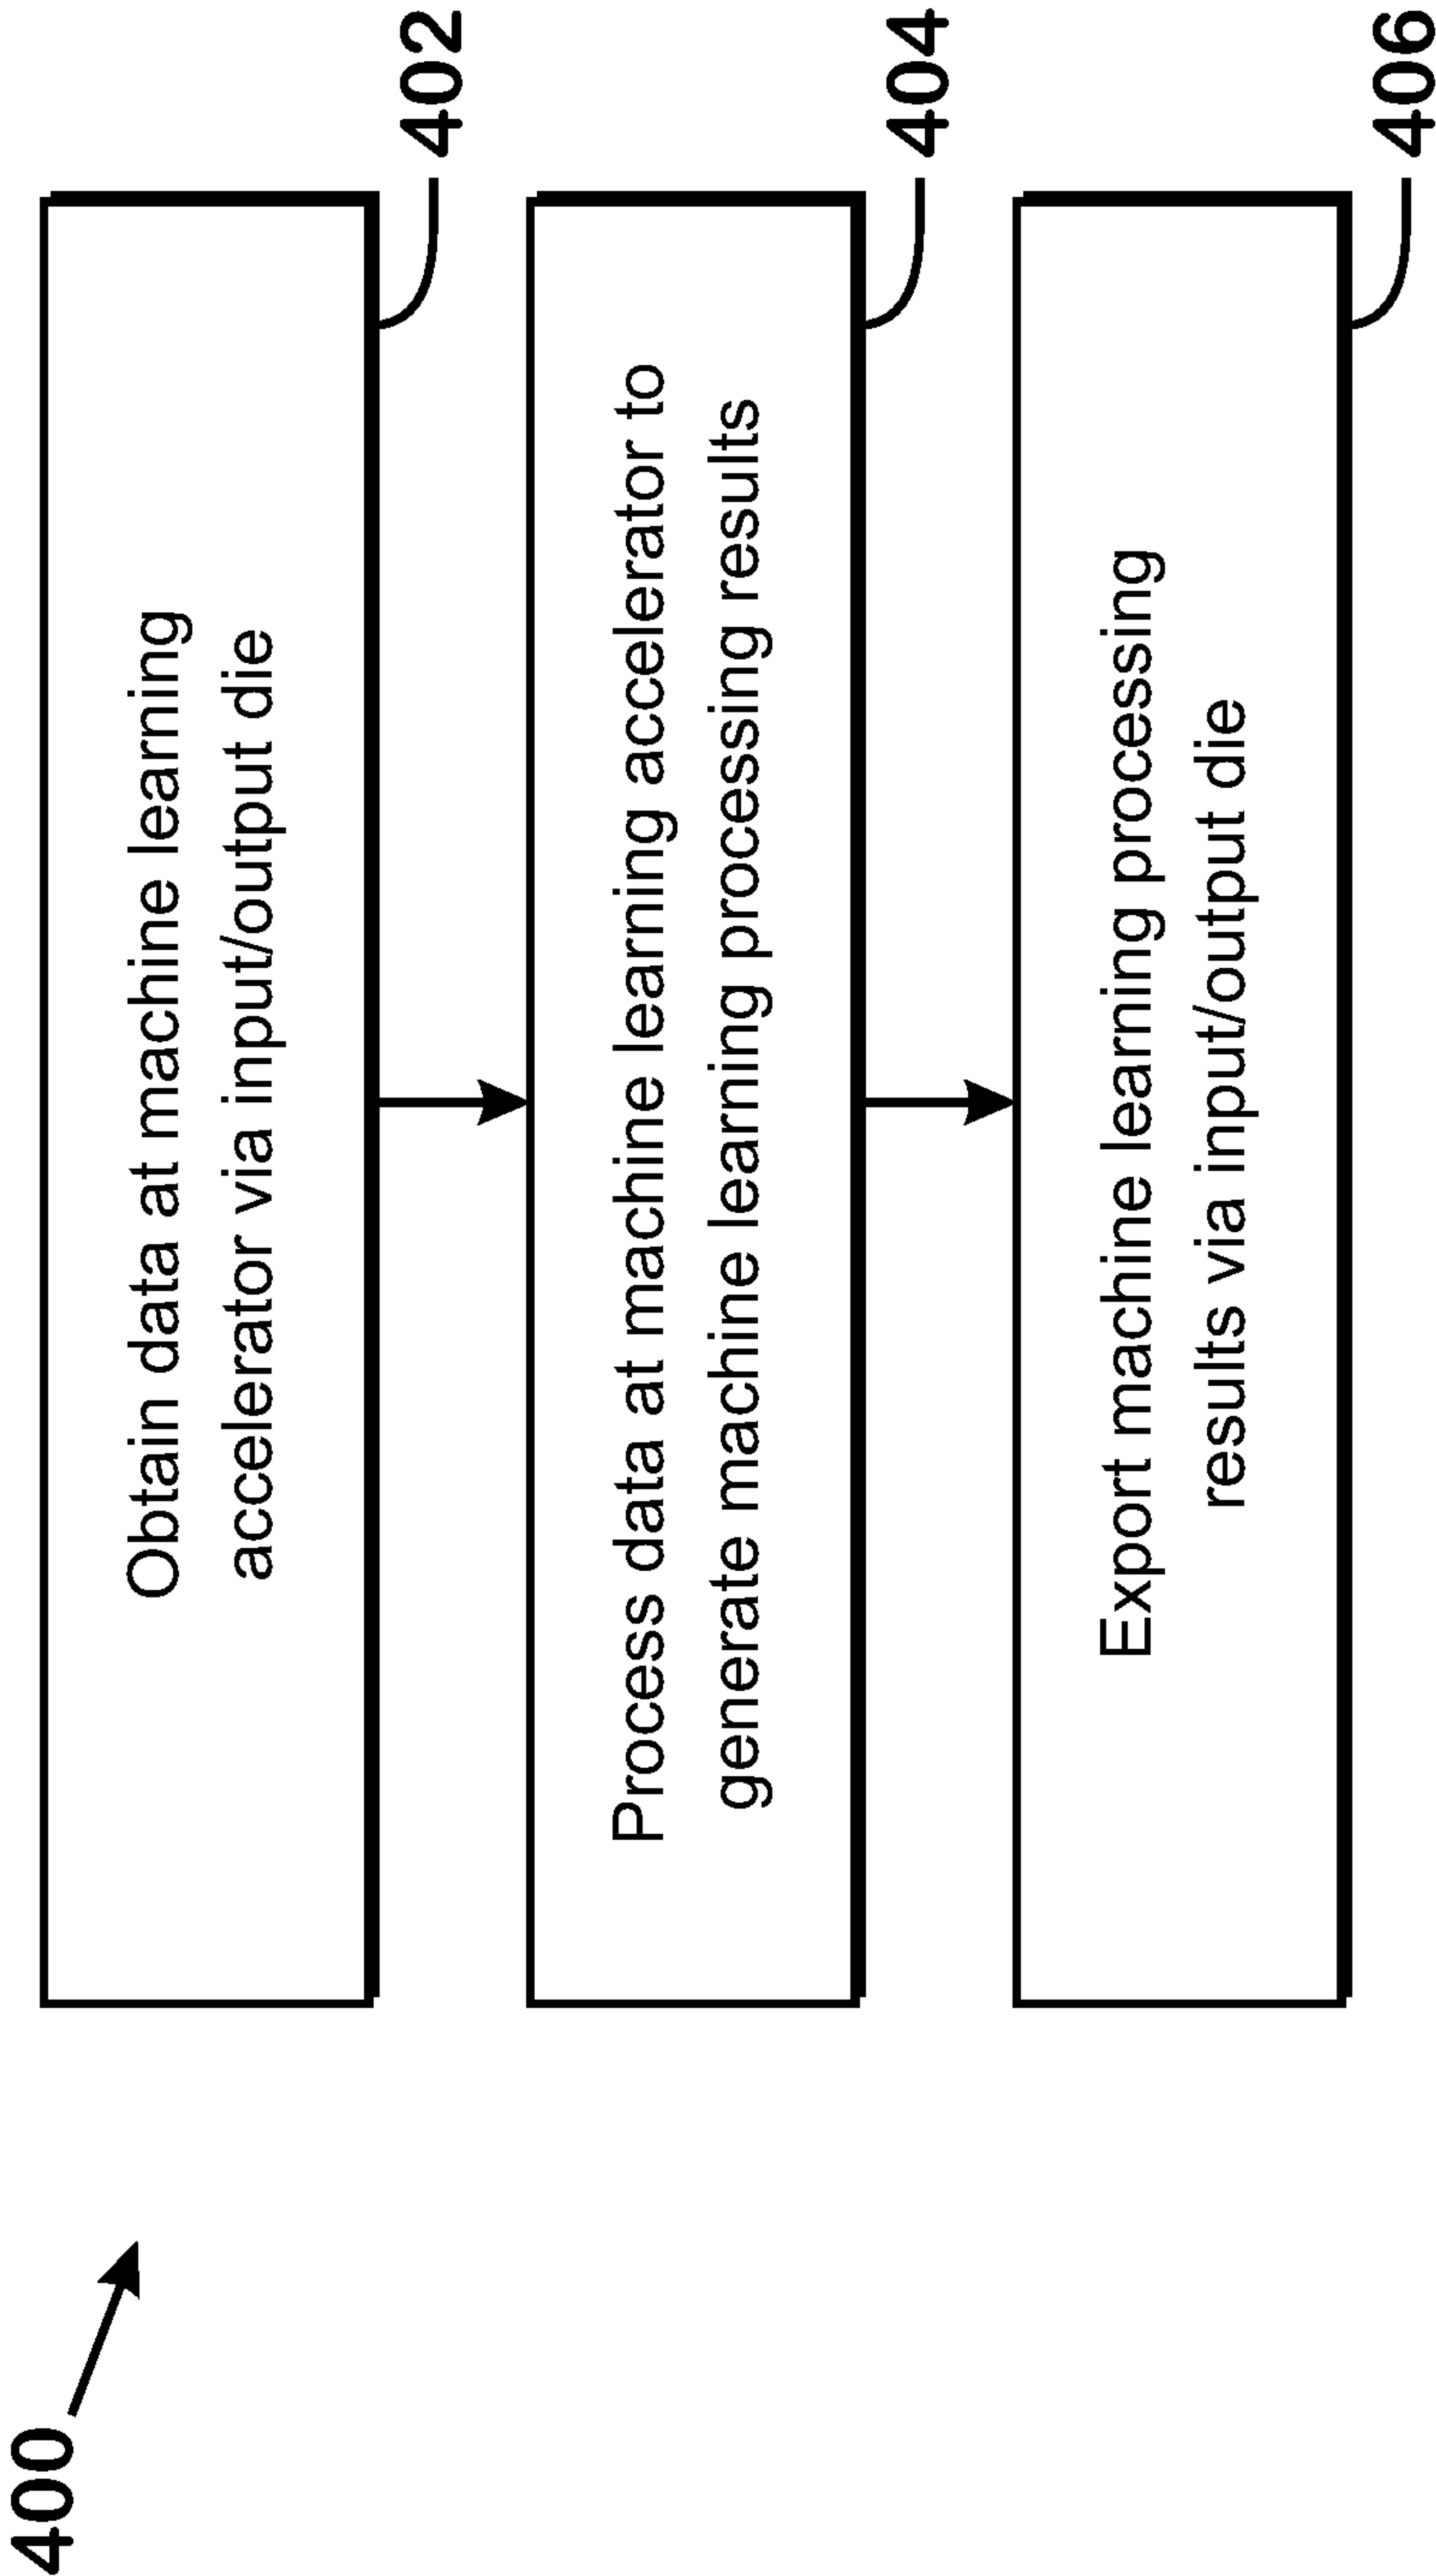 400
Obtain data at machine learning
accelerator via input/output die
402
Process data at machine learning accelerator to
generate machine learning processing results
404
Export machine learning processing
results via input/output die
406